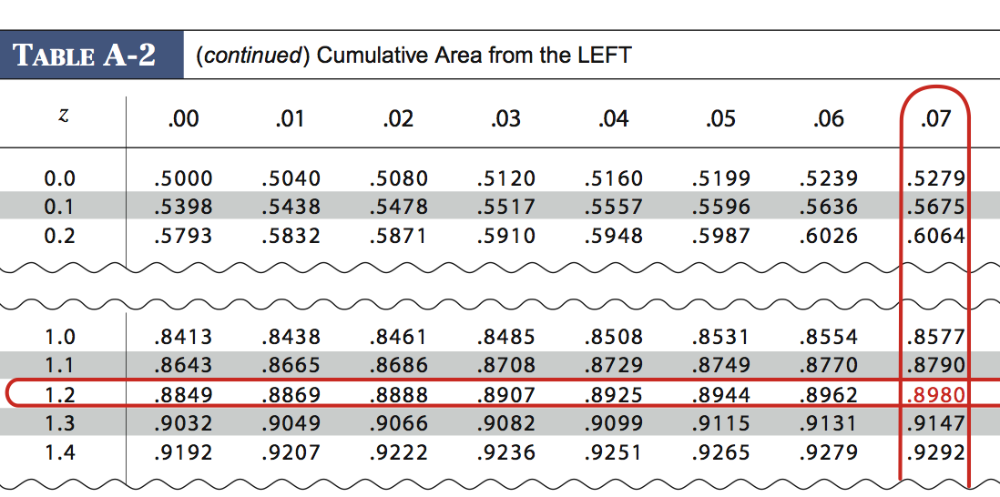 TABLE A-2 (continued) Cumulative Area from the LEFT
z .00 .01 .02 .03 .04 .05 .06 .07
0.0 .5000 .5040 .5080 .5120 .5160 .5199 .5239 .5279
0.1 .5398 .5438 .5478 .5517 .5557 .5596 .5636 .5675
0.2 .5793 .5832 .5871 .5910 .5948 .5987 .6026 .6064
1.0 .8413 .8438 .8461 .8485 .8508 .8531 .8554 .8577
1.1 .8643 .8665 .8686 .8708 .8729 .8749 .8770 .8790
1.2 .8849 .8869 .8888 .8907 .8925 .8944 .8962 .8980
1.3 .9032 .9049 .9066 .9082 .9099 .9115 .9131 .9147
1.4 .9192 .9207 .9222 .9236 .9251 .9265 .9279 .9292